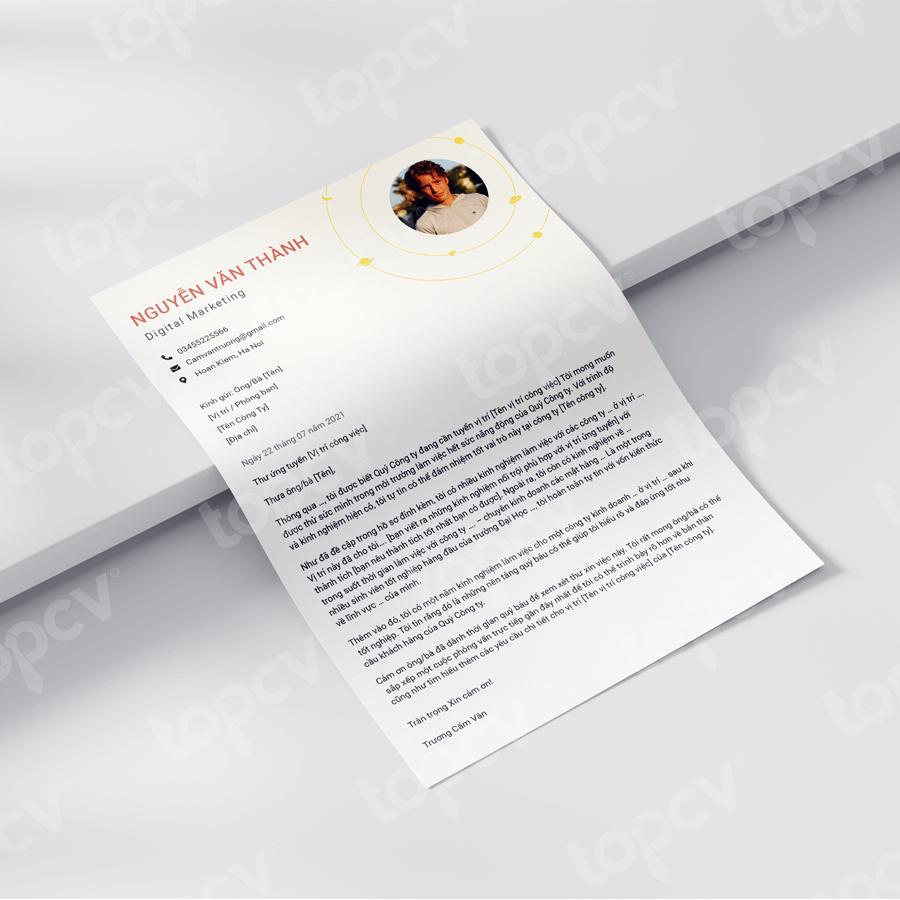 NGUYỄN VĂN THÀNH
Digital Marketing
03455225566
Camvantruong@gmail.com
Hoan Kiem, Ha Noi
Kính gửi: Ông/Bà [Tên]
[Vị trí / Phòng ban]
[Tên Công Ty]
[Địa chỉ]
Ngày 22 tháng 07 năm 2021
Thư ứng tuyển [Vị trí công việc]
Thưa ông/bà [Tên],
Thông qua ..., tôi được biết Quý Công ty đang cần tuyển vị trí [Tên vị trí công việc] Tôi mong muốn
được thử sức mình trong môi trường làm việc hết sức năng động của Quý Công ty. Với trình độ
và kinh nghiệm hiện có, tôi tự tin có thể đảm nhiệm tốt vai trò này tại công ty [Tên công ty].
Như đã đề cập trong hồ sơ đính kèm, tôi có nhiều kinh nghiệm làm việc với các công ty ... ở vị trí ....
Vị trí này đã cho tôi... [bạn viết ra những kinh nghiệm nổi trội phù hợp với vị trí ứng tuyển] với
thành tích [bạn nêu thành tích tốt nhất bạn có được]. Ngoài ra, tôi còn có kinh nghiệm về ...
trong suốt thời gian làm việc với công ty .... – chuyên kinh doanh các mặt hàng ... Là một trong
nhiều sinh viên tốt nghiệp hàng đầu của trường Đại Học ..., tôi hoàn toàn tự tin với vốn kiến thức
về lĩnh vực ... của mình.
Thêm vào đó, tôi có một năm kinh nghiệm làm việc cho một công ty kinh doanh ... ở vị trí ... sau khi
tốt nghiệp. Tôi tin rằng đó là những nền tảng quý báu có thể giúp tôi hiểu rõ và đáp ứng tốt nhu
cầu khách hàng của Quý Công ty.
Cảm ơn ông/bà đã dành thời gian quý báu để xem xét thư xin việc này. Tôi rất mong ông/bà có thể
sắp xếp một cuộc phỏng vấn trực tiếp gần đây nhất để tôi có thể trình bày rõ hơn về bản thân
cũng như tìm hiểu thêm các yêu cầu chi tiết cho vị trí [Tên vị trí công việc] của [Tên công ty].
Trân trọng Xin cảm ơn!
Trương Cẩm Vân
topcv